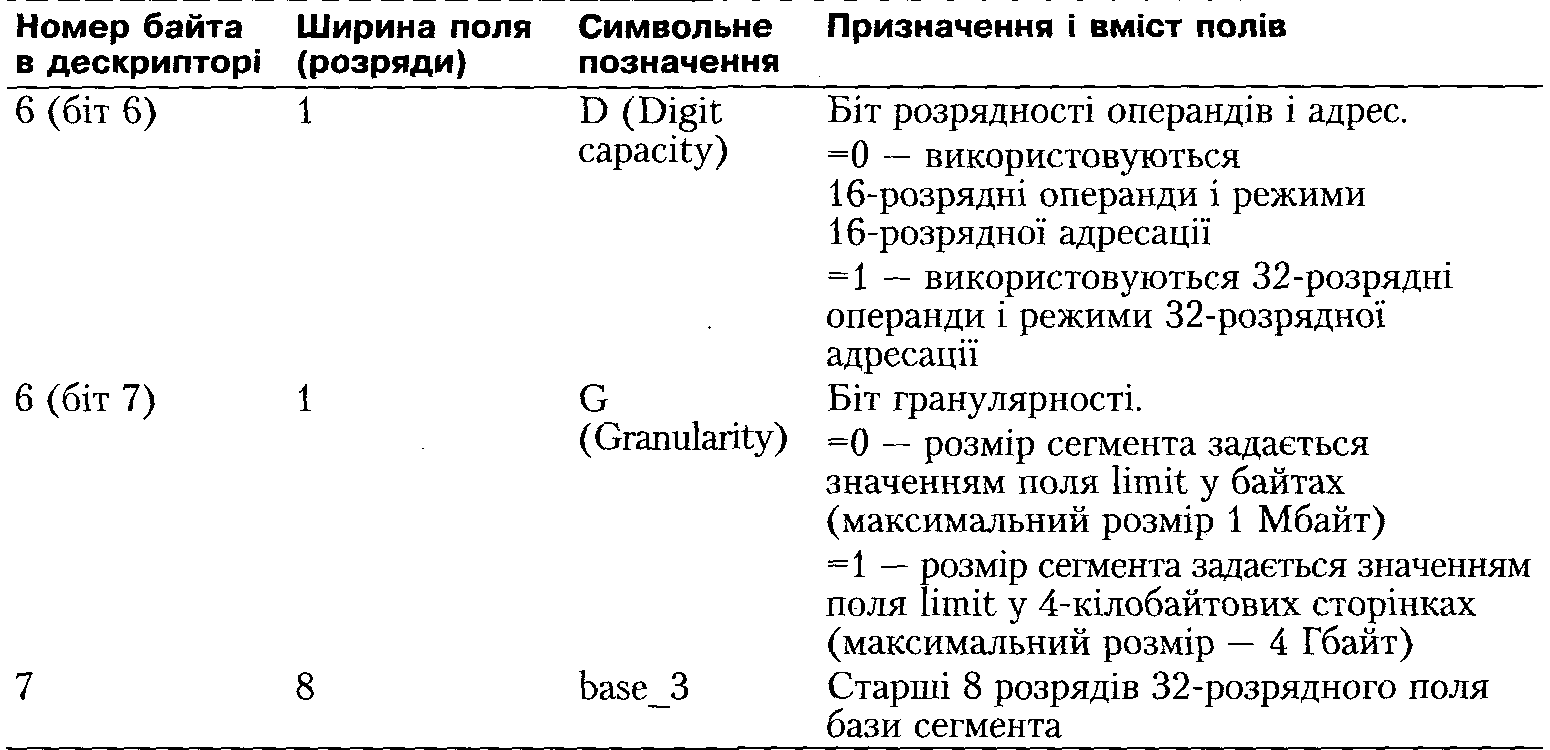 Номер байта в дескрипторі
Ширина поля (розряди)
Символьне позначення
Призначення і вміст полів
6 (біт 6)
1
D (Digit
capacity)
Біт розрядності операндів і адрес.
=0 — використовуються
16-розрядні операнди і режими
16-розрядної адресації
=1 — використовуються 32-розрядні
операнди і режими 32-розрядної
адресації
6 (біт 7)
1
G
(Granularity)
Біт гранулярності.
=0 — розмір сегмента задається
значенням поля limit у байтах
(максимальний розмір 1 Мбайт)
=1 — розмір сегмента задається значенням
поля limit у 4-кілобайтових сторінках
(максимальний розмір — 4 Гбайт)
7
8
base_3
Старші 8 розрядів 32-розрядного поля
бази сегмента